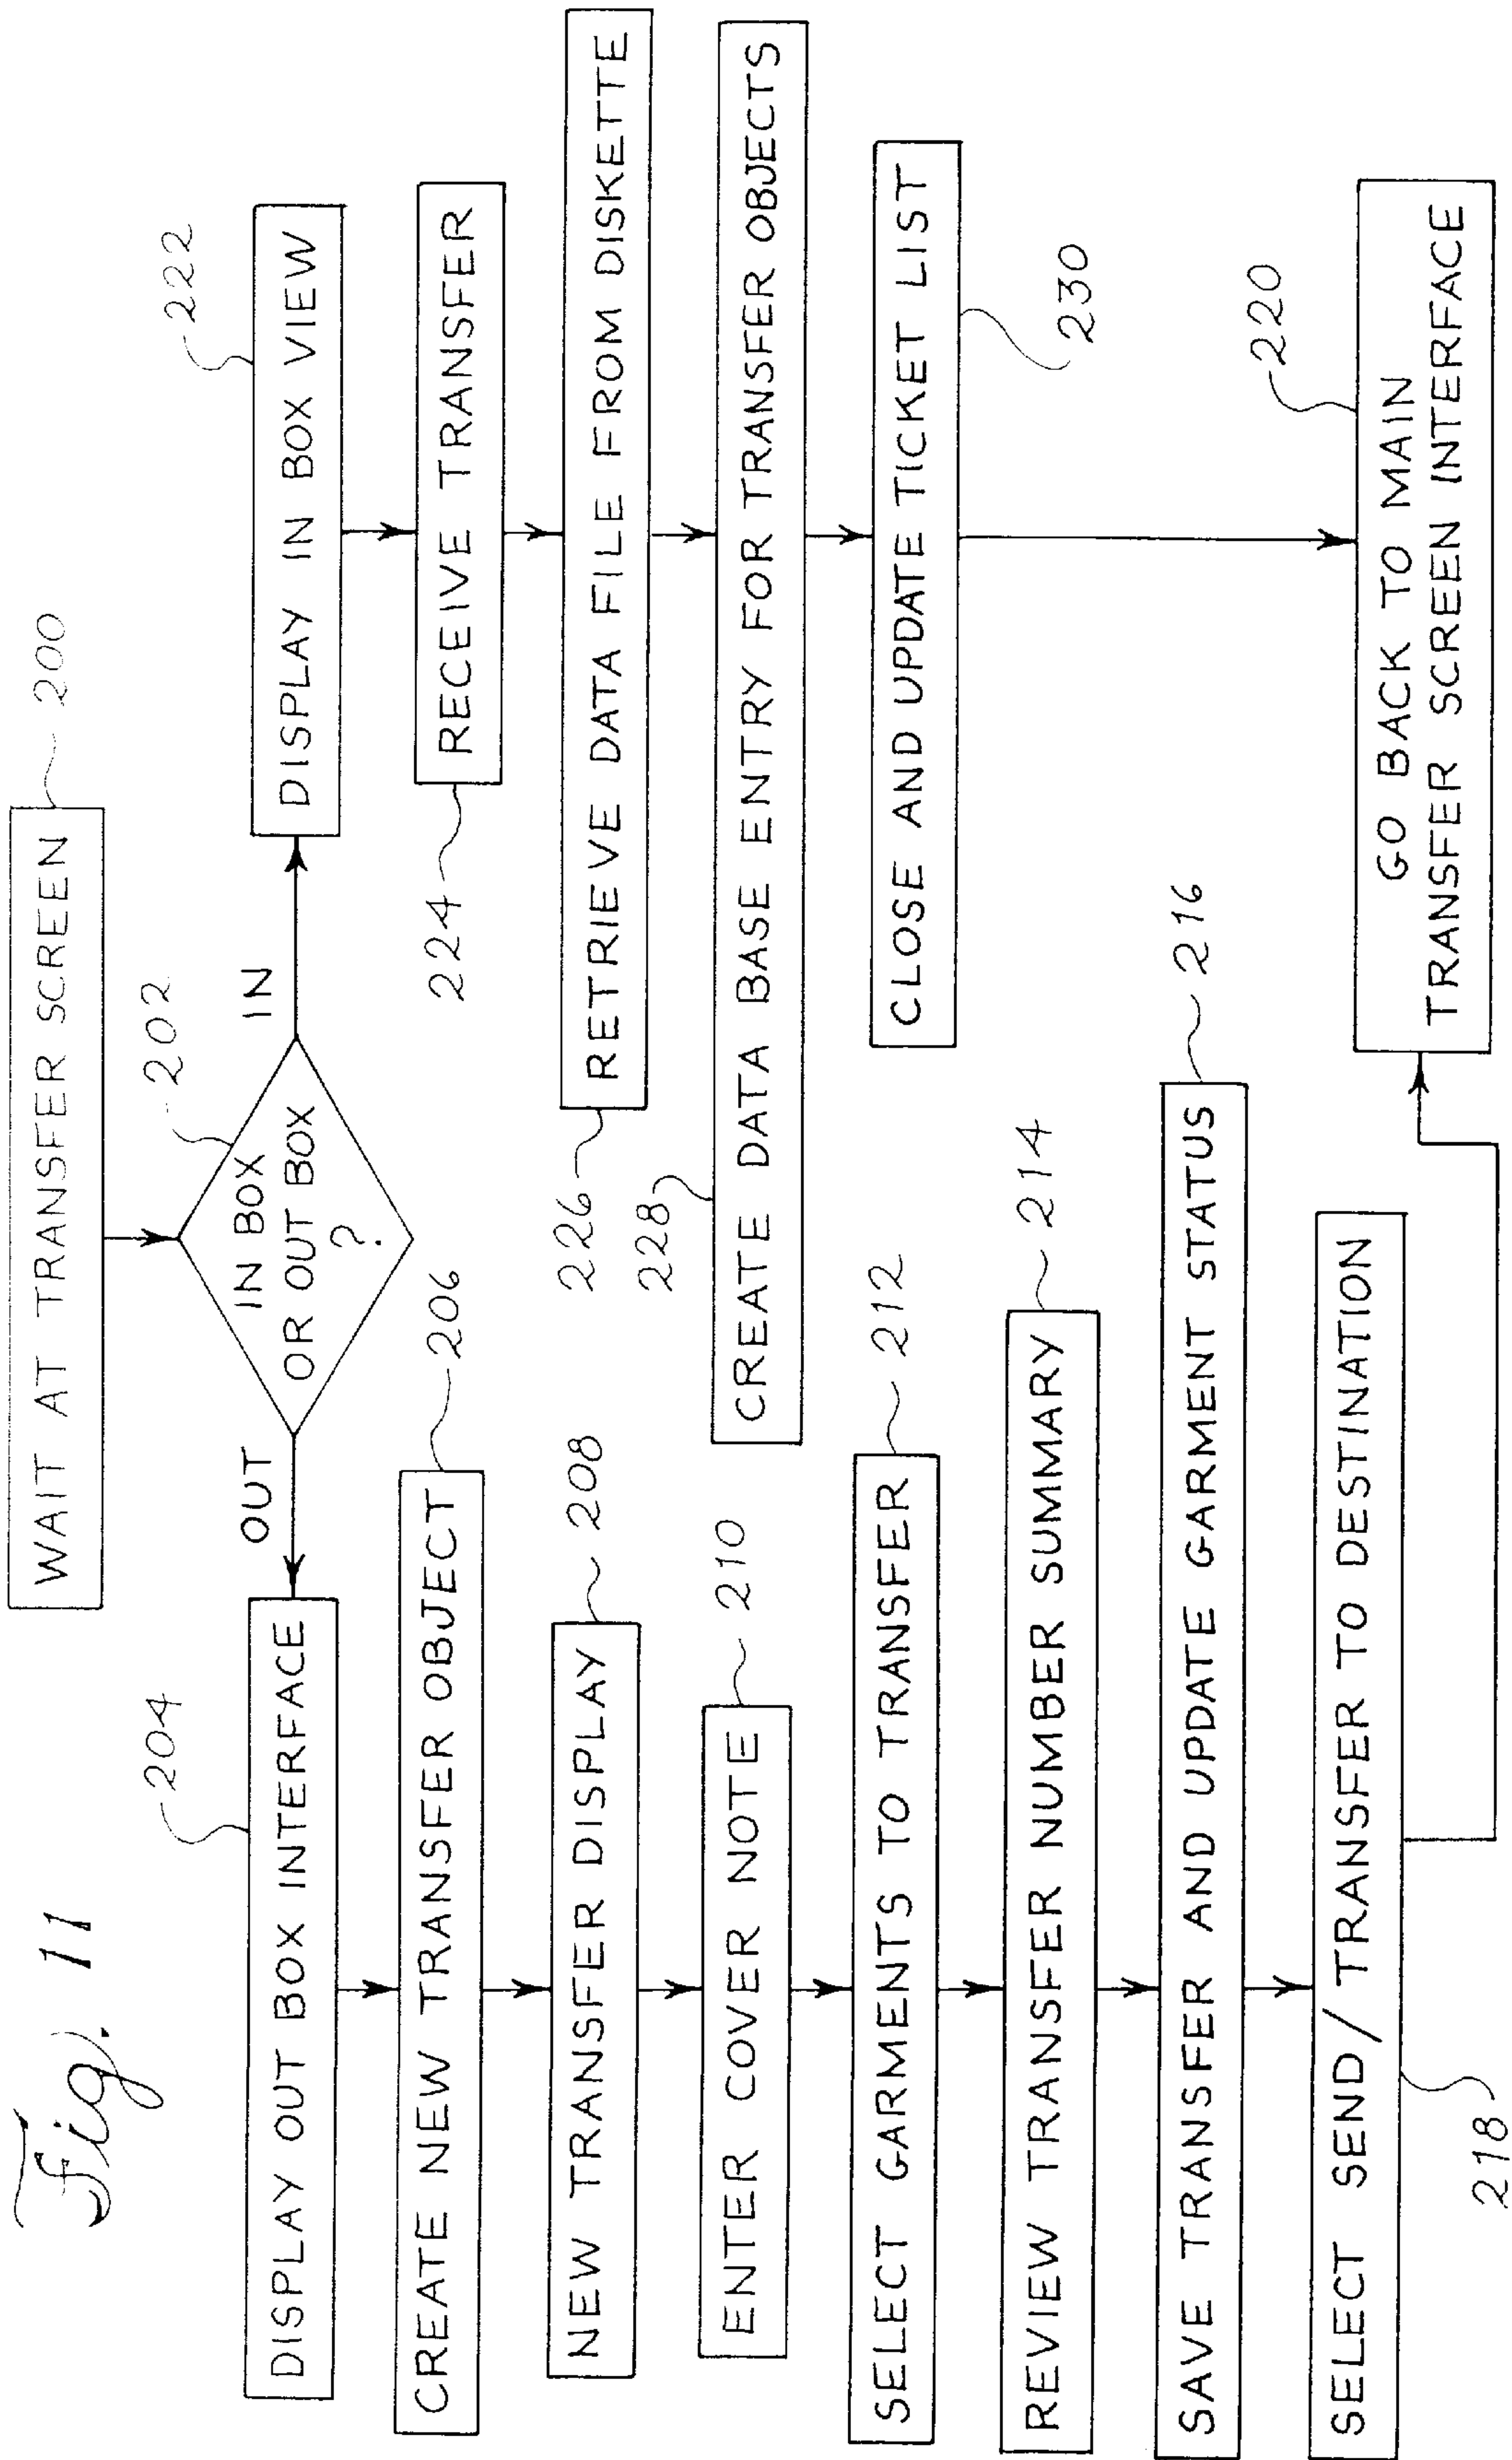 Fig. 11
WAIT AT TRANSFER SCREEN
200
IN BOX
OR OUT BOX
?
202
OUT
IN
DISPLAY OUT BOX INTERFACE
204
CREATE NEW TRANSFER OBJECT
206
NEW TRANSFER DISPLAY
208
ENTER COVER NOTE
210
SELECT GARMENTS TO TRANSFER
212
REVIEW TRANSFER NUMBER SUMMARY
214
SAVE TRANSFER AND UPDATE GARMENT STATUS
216
SELECT SEND/TRANSFER TO DESTINATION
218
DISPLAY IN BOX VIEW
222
RECEIVE TRANSFER
224
RETRIEVE DATA FILE FROM DISKETTE
226
CREATE DATA BASE ENTRY FOR TRANSFER OBJECTS
228
CLOSE AND UPDATE TICKET LIST
230
GO BACK TO MAIN
TRANSFER SCREEN INTERFACE
220